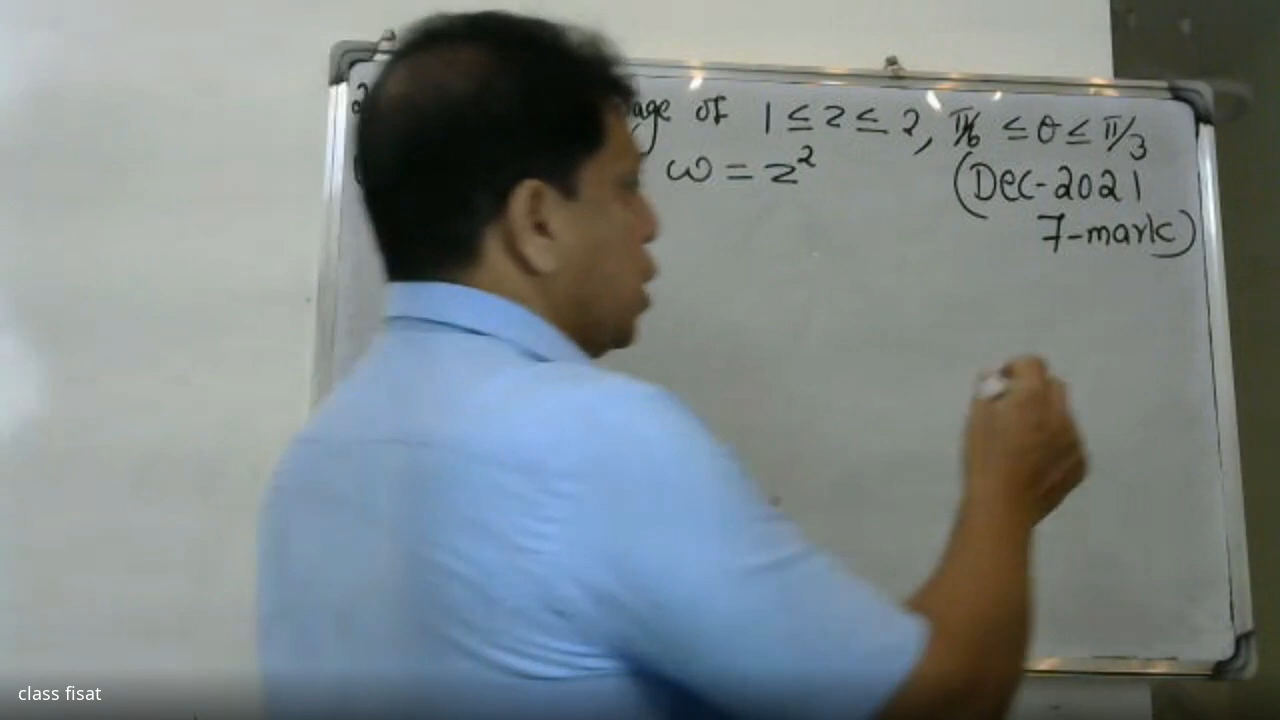 age of 1 ≤ z ≤ 2, π/6 ≤ θ ≤ π/3
ω = z²
(Dec-2021
7-mark)
class fisat